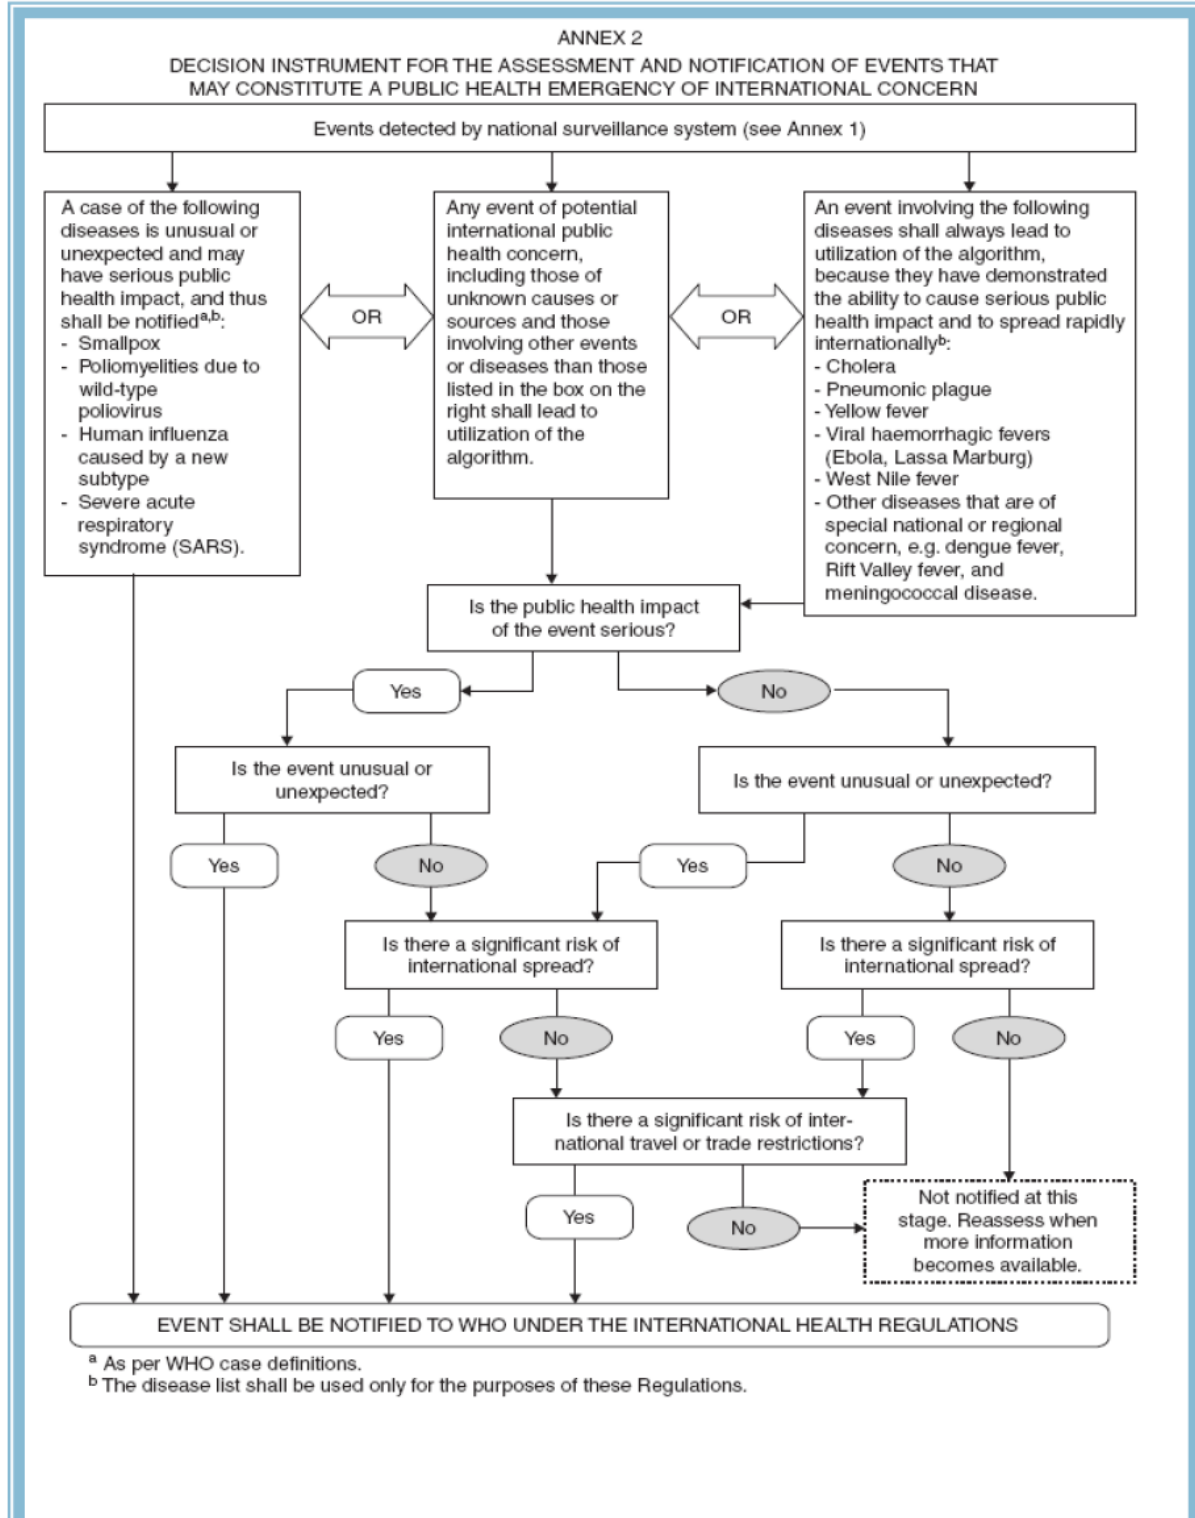 ANNEX 2
DECISION INSTRUMENT FOR THE ASSESSMENT AND NOTIFICATION OF EVENTS THAT
MAY CONSTITUTE A PUBLIC HEALTH EMERGENCY OF INTERNATIONAL CONCERN
Events detected by national surveillance system (see Annex 1)
A case of the following
diseases is unusual or
unexpected and may
have serious public
health impact, and thus
shall be notifieda,b:
- Smallpox
- Poliomyelities due to
wild-type
poliovirus
- Human influenza
caused by a new
subtype
- Severe acute
respiratory
syndrome (SARS).
OR
Any event of potential
international public
health concern,
including those of
unknown causes or
sources and those
involving other events
or diseases than those
listed in the box on the
right shall lead to
utilization of the
algorithm.
OR
An event involving the following
diseases shall always lead to
utilization of the algorithm,
because they have demonstrated
the ability to cause serious public
health impact and to spread rapidly
internationallyb:
- Cholera
- Pneumonic plague
- Yellow fever
- Viral haemorrhagic fevers
(Ebola, Lassa Marburg)
- West Nile fever
- Other diseases that are of
special national or regional
concern, e.g. dengue fever,
Rift Valley fever, and
meningococcal disease.
Is the public health impact
of the event serious?
Yes
No
Is the event unusual or
unexpected?
Is the event unusual or unexpected?
Yes
No
Yes
No
Is there a significant risk of
international spread?
Is there a significant risk of
international spread?
Yes
No
Yes
No
Is there a significant risk of inter-
national travel or trade restrictions?
Yes
No
Not notified at this
stage. Reassess when
more information
becomes available.
EVENT SHALL BE NOTIFIED TO WHO UNDER THE INTERNATIONAL HEALTH REGULATIONS
a As per WHO case definitions.
b The disease list shall be used only for the purposes of these Regulations.